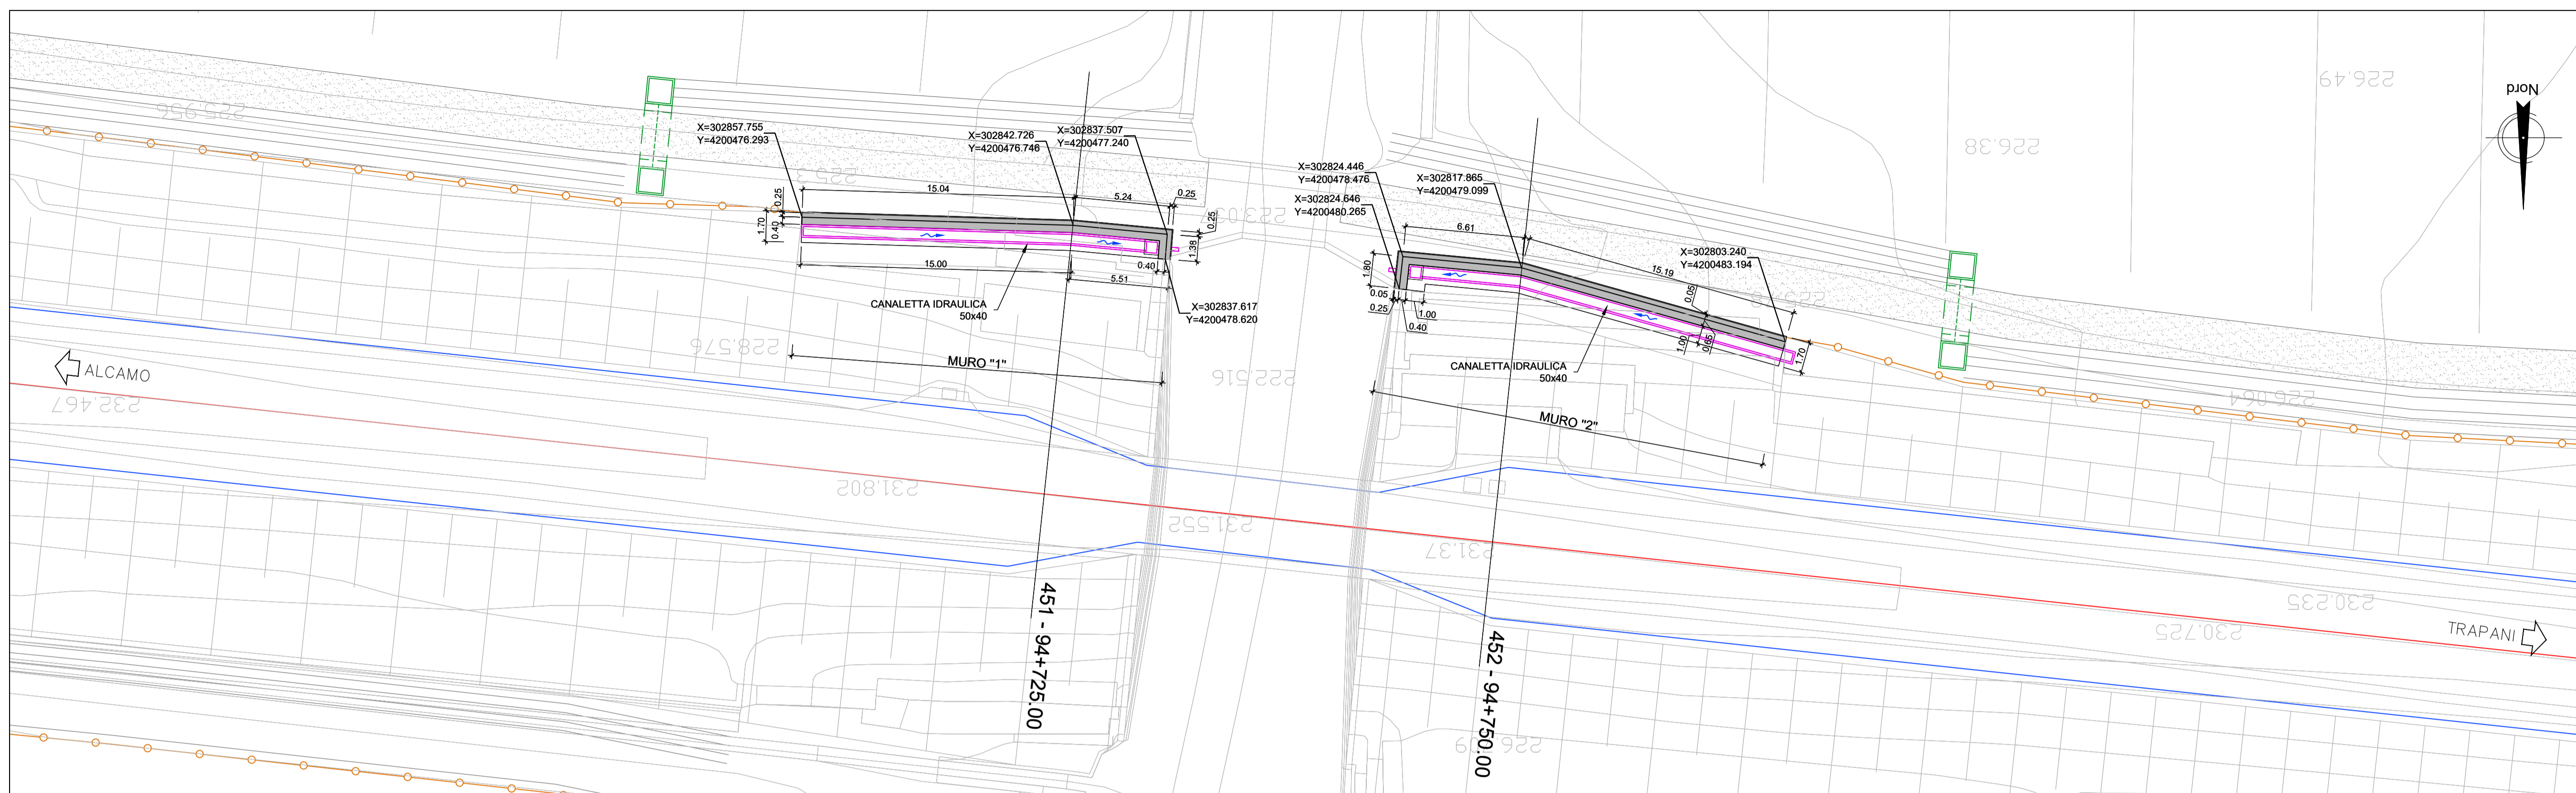 226.49
Nord
225.956
X=302857.755
Y=4200476.293
X=302842.726
Y=4200476.746
X=302837.507
Y=4200477.240
226.38
X=302824.446
Y=4200478.476
X=302817.865
Y=4200479.099
X=302824.646
Y=4200480.265
225.3
15.04
5.24
0.25
0.25
1.70
0.40
0.25
1.38
223.037
6.61
X=302803.240
Y=4200483.194
15.19
15.00
0.40
5.51
1.80
0.05
0.25
1.00
0.40
0.05
1.00
0.65
1.70
CANALETTA IDRAULICA
50x40
X=302837.617
Y=4200478.620
228.576
MURO "1"
222.516
CANALETTA IDRAULICA
50x40
MURO "2"
226.064
ALCAMO
232.467
231.802
231.552
231.37
451 - 94+725.00
452 - 94+750.00
230.235
230.725
TRAPANI